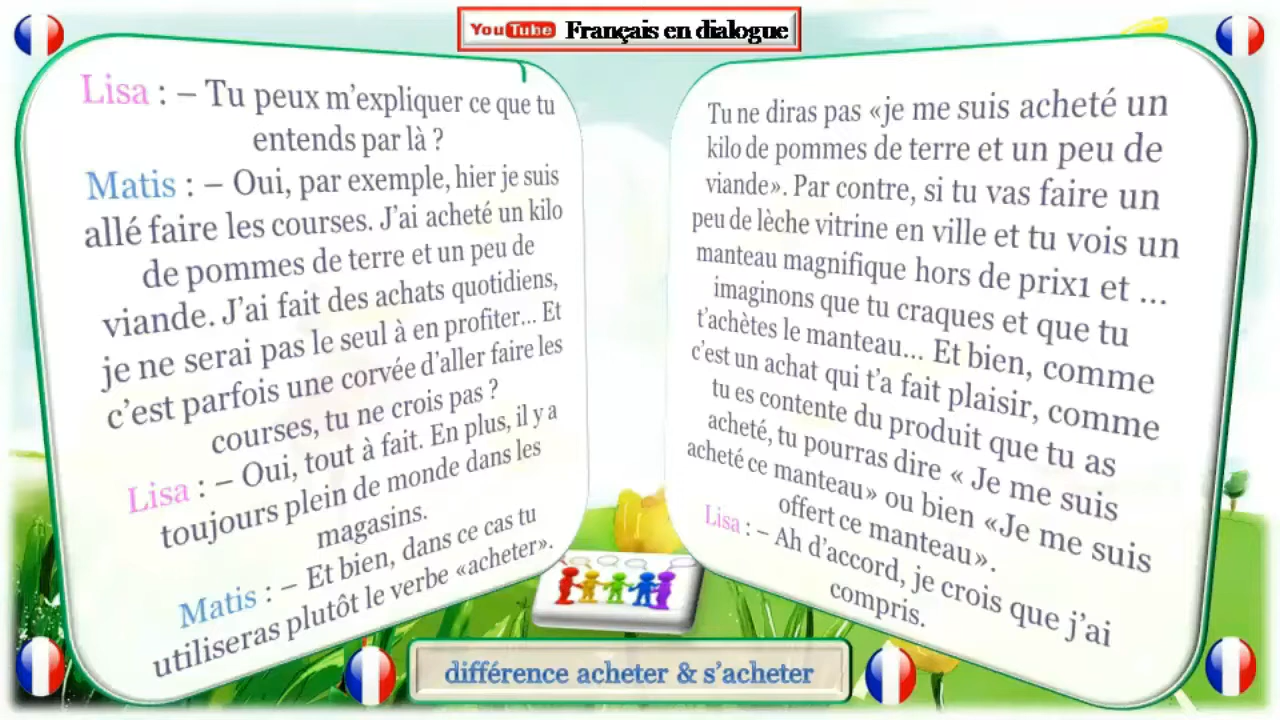 YouTube Français en dialogue
Lisa : – Tu peux m'expliquer ce que tu
entends par là ?
Matis : – Oui, par exemple, hier je suis
allé faire les courses. J'ai acheté un kilo
de pommes de terre et un peu de
viande. J'ai fait des achats quotidiens,
je ne serai pas le seul à en profiter... Et
c'est parfois une corvée d'aller faire les
courses, tu ne crois pas ?
Lisa : – Oui, tout à fait. En plus, il y a
toujours plein de monde dans les
magasins.
Matis : – Et bien, dans ce cas tu
utiliseras plutôt le verbe «acheter».
Tu ne diras pas «je me suis acheté un
kilo de pommes de terre et un peu de
viande». Par contre, si tu vas faire un
peu de lèche vitrine en ville et tu vois un
manteau magnifique hors de prix1 et ...
imaginons que tu craques et que tu
t'achètes le manteau... Et bien, comme
c'est un achat qui t'a fait plaisir, comme
tu es contente du produit que tu as
acheté, tu pourras dire « Je me suis
acheté ce manteau» ou bien «Je me suis
offert ce manteau».
Lisa : – Ah d'accord, je crois que j'ai
compris.
différence acheter & s'acheter